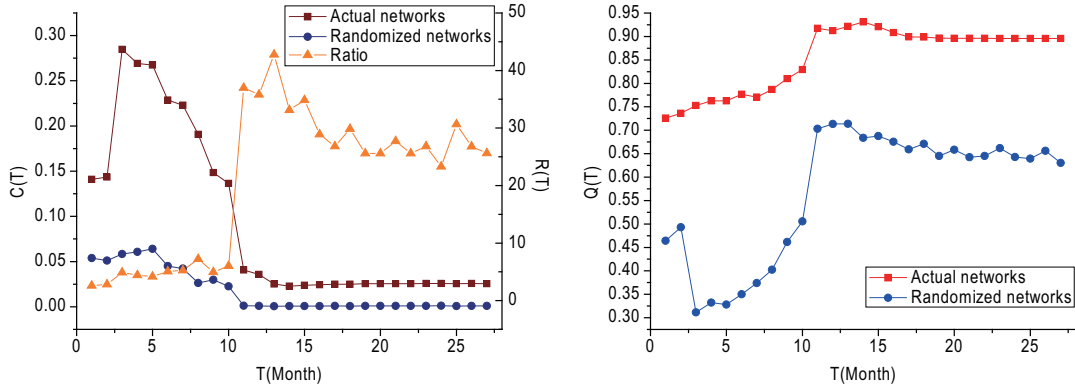 Actual networks
Randomized networks
Ratio
C(T)
0.30
0.25
0.20
0.15
0.10
0.05
0.00
50
40
30
20
10
0
R(T)
0 5 10 15 20 25
T(Month)
Q(T)
0.95
0.90
0.85
0.80
0.75
0.70
0.65
0.60
0.55
0.50
0.45
0.40
0.35
0.30
Actual networks
Randomized networks
0 5 10 15 20 25
T(Month)